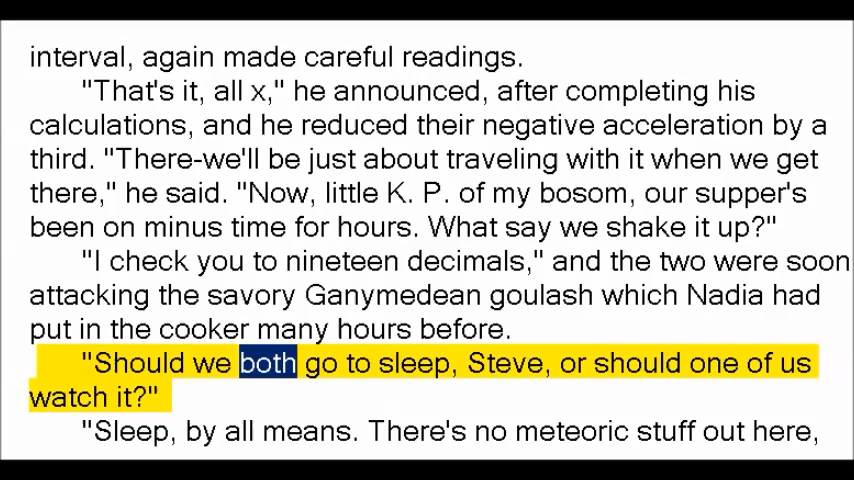 interval, again made careful readings.
"That's it, all x," he announced, after completing his
calculations, and he reduced their negative acceleration by a
third. "There-we'll be just about traveling with it when we get
there," he said. "Now, little K. P. of my bosom, our supper's
been on minus time for hours. What say we shake it up?"
"I check you to nineteen decimals," and the two were soon
attacking the savory Ganymedean goulash which Nadia had
put in the cooker many hours before.
"Should we both go to sleep, Steve, or should one of us
watch it?"
"Sleep, by all means. There's no meteoric stuff out here,